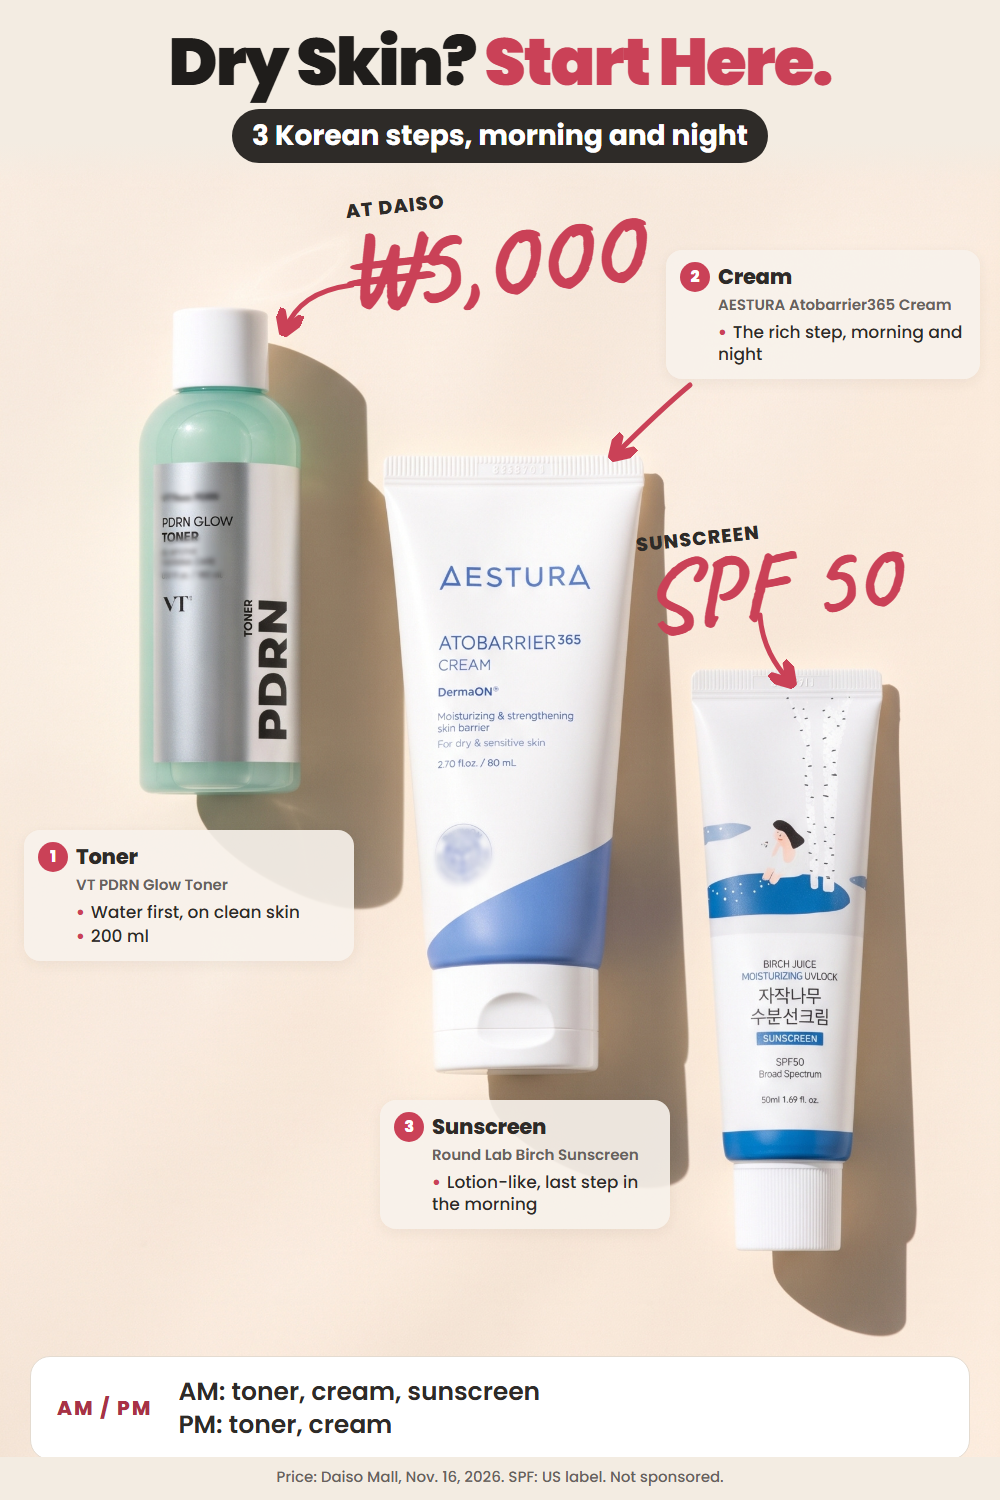 Dry Skin? Start Here.
3 Korean steps, morning and night
AT DAISO
₩5,000
2 Cream
AESTURA Atobarrier365 Cream
• The rich step, morning and
night
PDRN GLOW
TONER
VT
TONER
PDRN
AESTURA
ATOBARRIER365
CREAM
DermaON®
Moisturizing & strengthening
skin barrier
For dry & sensitive skin
2.70 fl.oz. / 80 mL
SUNSCREEN
SPF 50
BIRCH JUICE
MOISTURIZING UVLOCK
자작나무
수분선크림
SUNSCREEN
SPF50
Broad Spectrum
50ml 1.69 fl. oz.
1 Toner
VT PDRN Glow Toner
• Water first, on clean skin
• 200 ml
3 Sunscreen
Round Lab Birch Sunscreen
• Lotion-like, last step in
the morning
AM / PM
AM: toner, cream, sunscreen
PM: toner, cream
Price: Daiso Mall, Nov. 16, 2026. SPF: US label. Not sponsored.